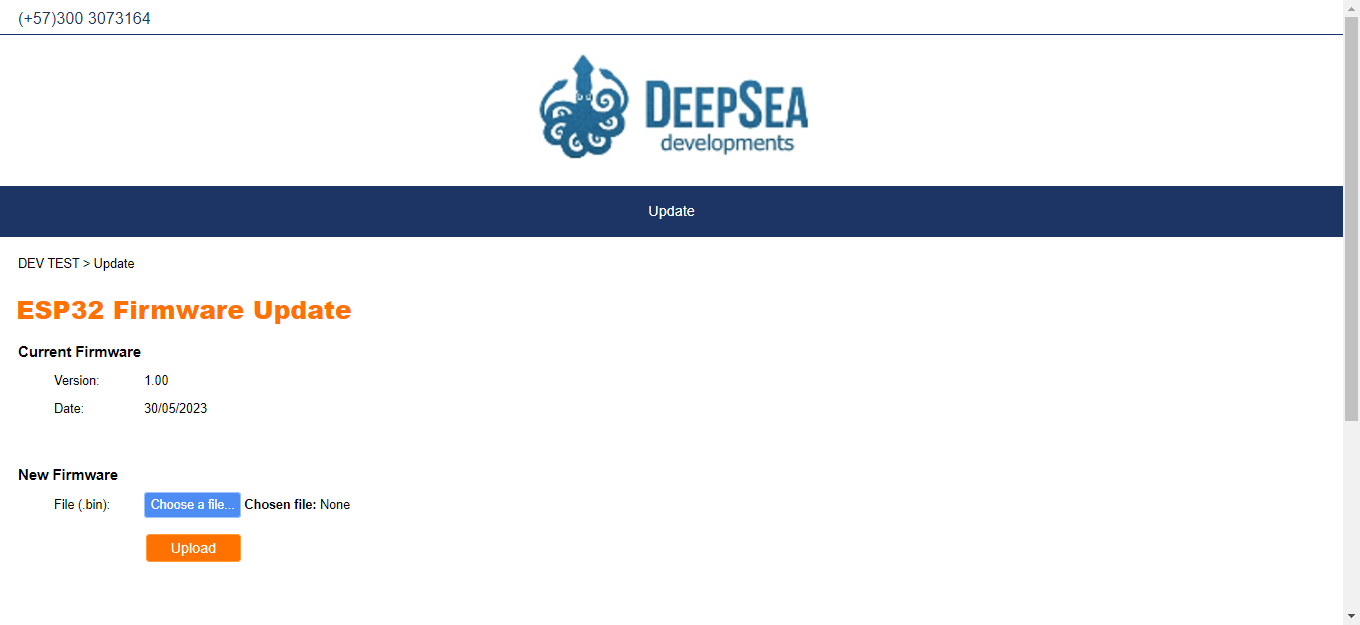 (+57)300 3073164
DEEPSEA
developments
Update
DEV TEST > Update
ESP32 Firmware Update
Current Firmware
Version: 1.00
Date: 30/05/2023
New Firmware
File (.bin): Choose a file... Chosen file: None
Upload